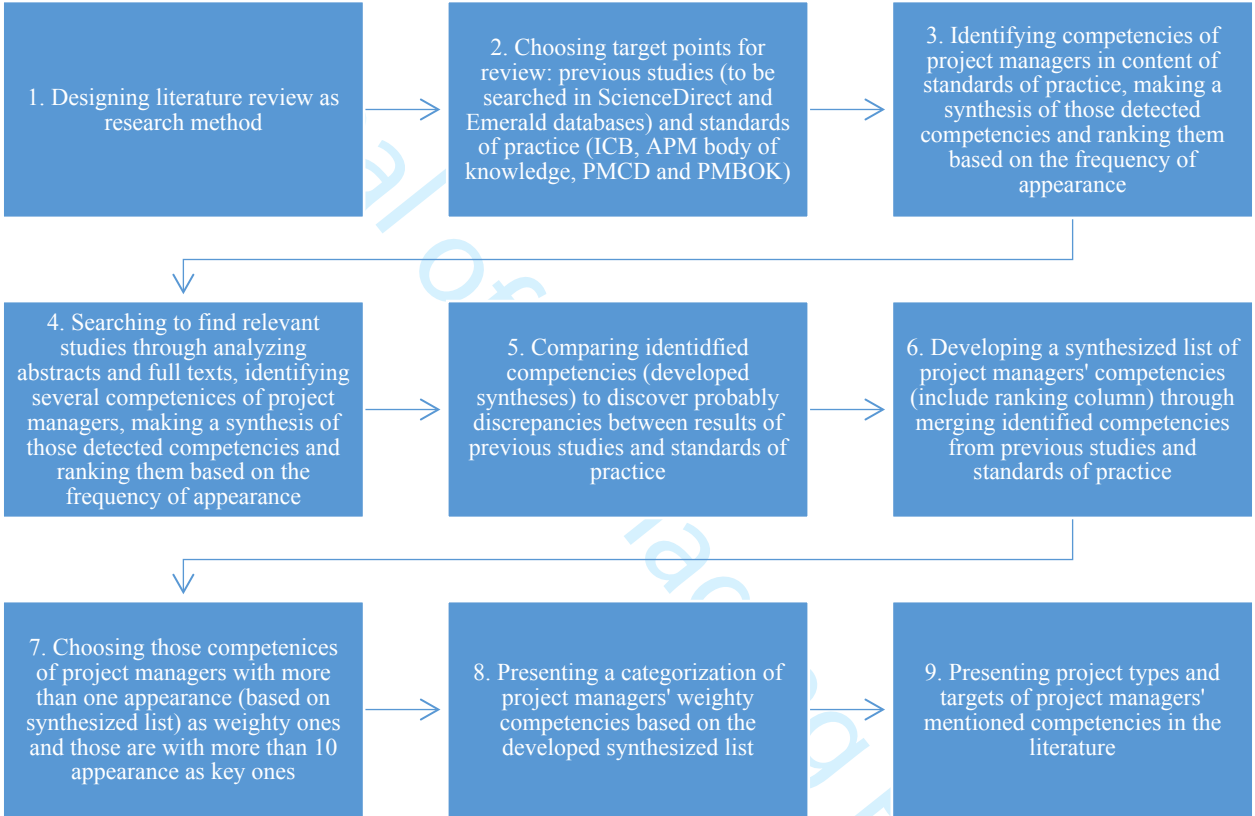 1. Designing literature review as
research method
2. Choosing target points for
review: previous studies (to be
searched in ScienceDirect and
Emerald databases) and standards
of practice (ICB, APM body of
knowledge, PMCD and PMBOK)
3. Identifying competencies of
project managers in content of
standards of practice, making a
synthesis of those detected
competencies and ranking them
based on the frequency of
appearance
4. Searching to find relevant
studies through analyzing
abstracts and full texts, identifying
several competenices of project
managers, making a synthesis of
those detected competencies and
ranking them based on the
frequency of appearance
5. Comparing identidfied
competencies (developed
syntheses) to discover probably
discrepancies between results of
previous studies and standards of
practice
6. Developing a synthesized list of
project managers' competencies
(include ranking column) through
merging identified competencies
from previous studies and
standards of practice
7. Choosing those competenices
of project managers with more
than one appearance (based on
synthesized list) as weighty ones
and those are with more than 10
appearance as key ones
8. Presenting a categorization of
project managers' weighty
competencies based on the
developed synthesized list
9. Presenting project types and
targets of project managers'
mentioned competencies in the
literature